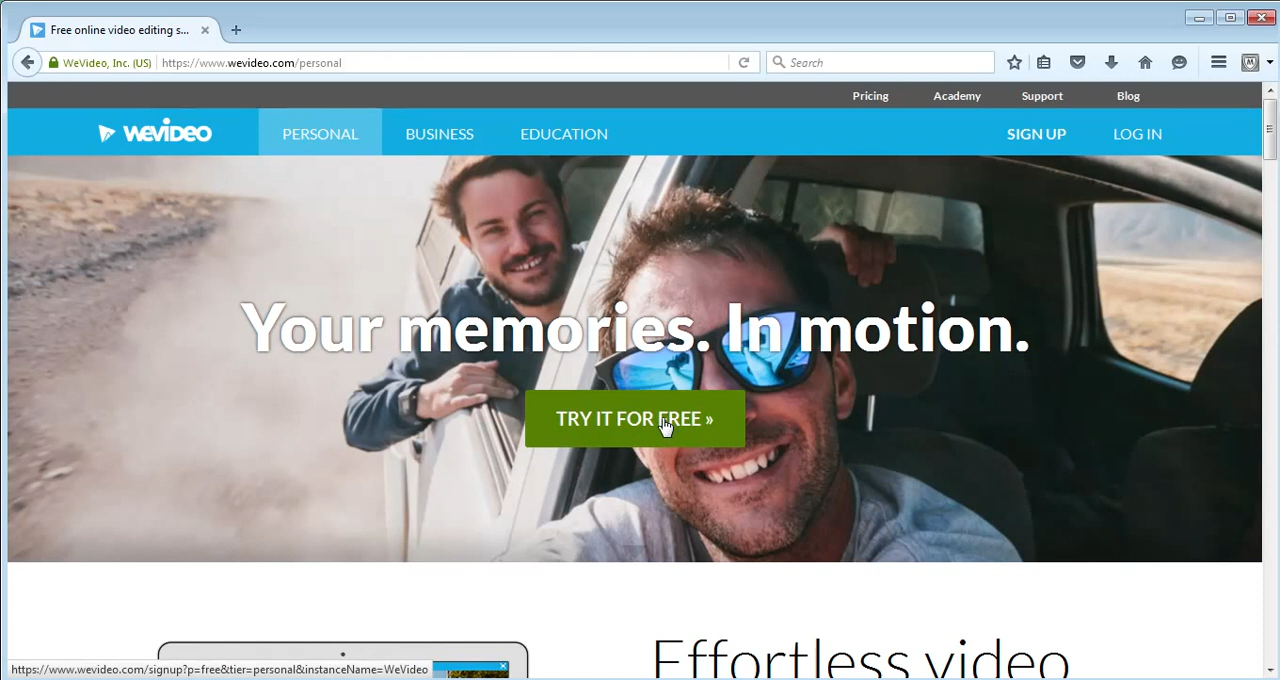 Free online video editing s...
WeVideo, Inc. (US)
https://www.wevideo.com/personal
Search
Pricing
Academy
Support
Blog
WEVIDEO
PERSONAL
BUSINESS
EDUCATION
SIGN UP
LOG IN
Your memories. In motion.
TRY IT FOR FREE »
Effortless video
https://www.wevideo.com/signup?p=free&tier=personal&instanceName=WeVideo